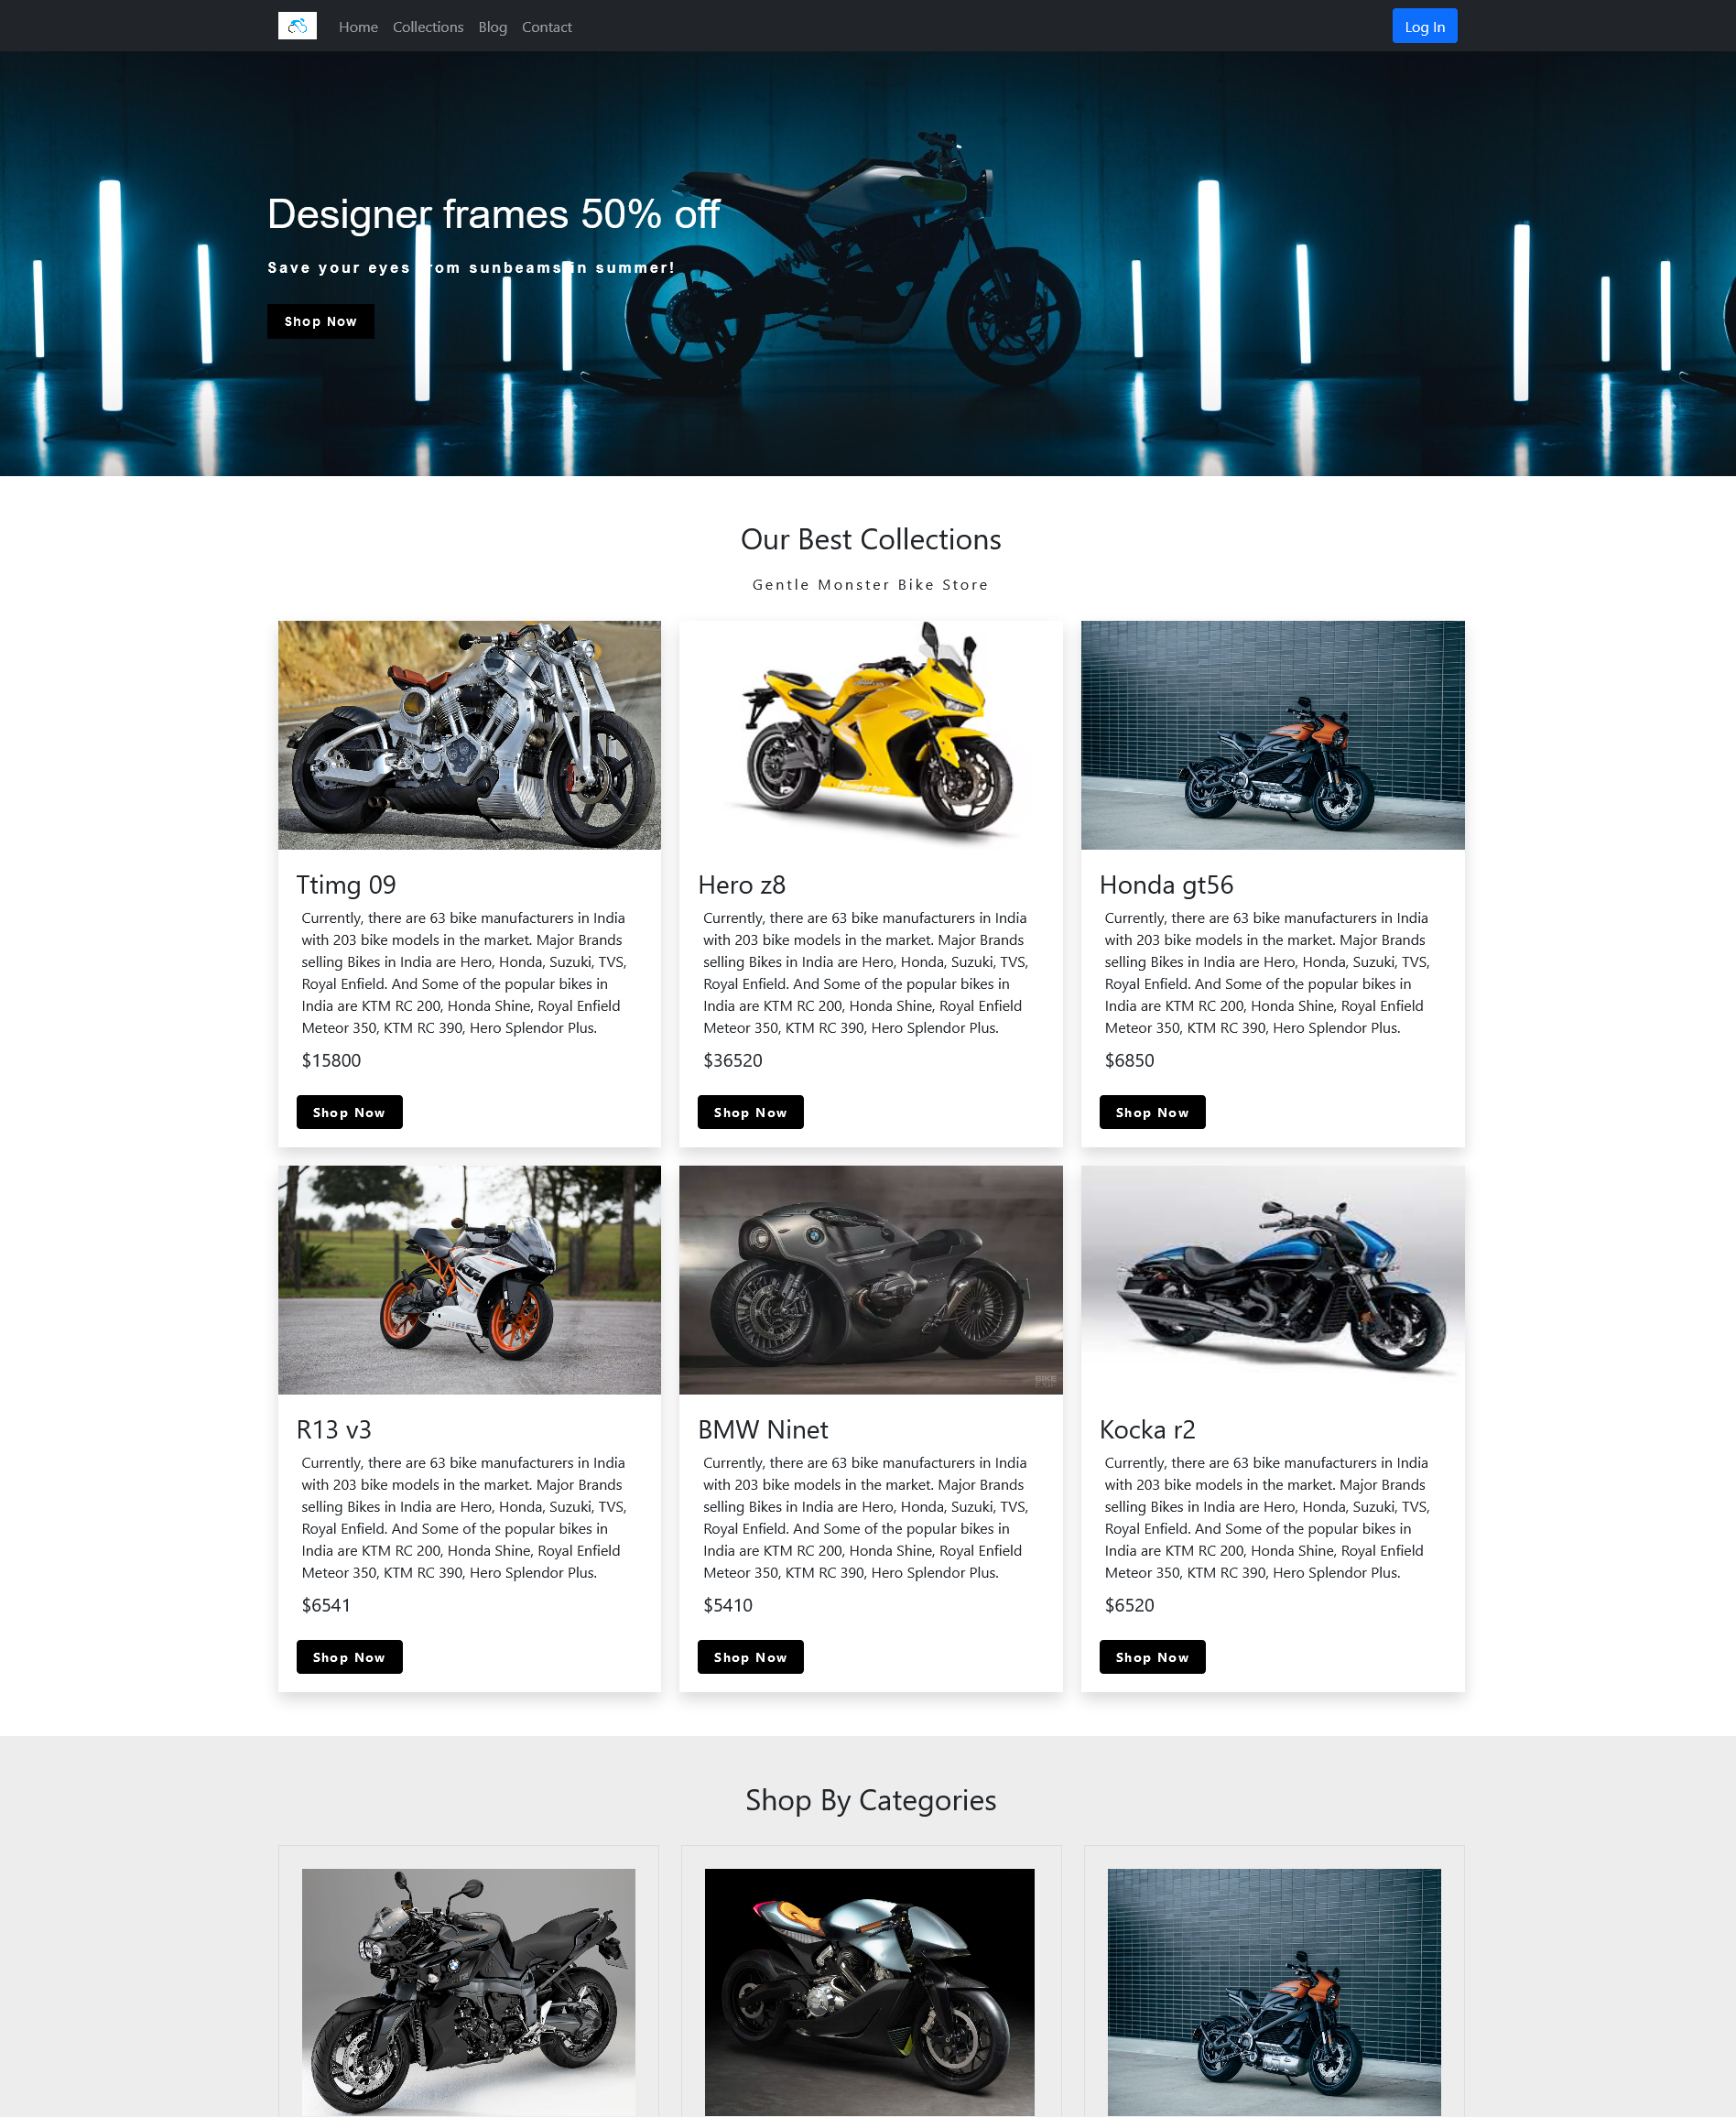 Home Collections Blog Contact Log In
Designer frames 50% off
Save your eyes from sunbeams in summer!
Shop Now
Our Best Collections
Gentle Monster Bike Store
Ttimg 09
Currently, there are 63 bike manufacturers in India
with 203 bike models in the market. Major Brands
selling Bikes in India are Hero, Honda, Suzuki, TVS,
Royal Enfield. And Some of the popular bikes in
India are KTM RC 200, Honda Shine, Royal Enfield
Meteor 350, KTM RC 390, Hero Splendor Plus.
$15800
Shop Now
Hero z8
Currently, there are 63 bike manufacturers in India
with 203 bike models in the market. Major Brands
selling Bikes in India are Hero, Honda, Suzuki, TVS,
Royal Enfield. And Some of the popular bikes in
India are KTM RC 200, Honda Shine, Royal Enfield
Meteor 350, KTM RC 390, Hero Splendor Plus.
$36520
Shop Now
Honda gt56
Currently, there are 63 bike manufacturers in India
with 203 bike models in the market. Major Brands
selling Bikes in India are Hero, Honda, Suzuki, TVS,
Royal Enfield. And Some of the popular bikes in
India are KTM RC 200, Honda Shine, Royal Enfield
Meteor 350, KTM RC 390, Hero Splendor Plus.
$6850
Shop Now
KTM
R13 v3
Currently, there are 63 bike manufacturers in India
with 203 bike models in the market. Major Brands
selling Bikes in India are Hero, Honda, Suzuki, TVS,
Royal Enfield. And Some of the popular bikes in
India are KTM RC 200, Honda Shine, Royal Enfield
Meteor 350, KTM RC 390, Hero Splendor Plus.
$6541
Shop Now
BIKE
EXIF
BMW Ninet
Currently, there are 63 bike manufacturers in India
with 203 bike models in the market. Major Brands
selling Bikes in India are Hero, Honda, Suzuki, TVS,
Royal Enfield. And Some of the popular bikes in
India are KTM RC 200, Honda Shine, Royal Enfield
Meteor 350, KTM RC 390, Hero Splendor Plus.
$5410
Shop Now
Kocka r2
Currently, there are 63 bike manufacturers in India
with 203 bike models in the market. Major Brands
selling Bikes in India are Hero, Honda, Suzuki, TVS,
Royal Enfield. And Some of the popular bikes in
India are KTM RC 200, Honda Shine, Royal Enfield
Meteor 350, KTM RC 390, Hero Splendor Plus.
$6520
Shop Now
Shop By Categories